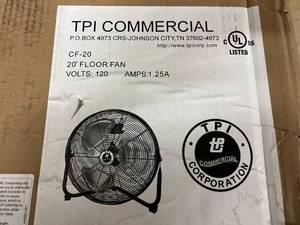 TPI COMMERCIAL
P.O.BOX 4973 CRS-JOHNSON CITY,TN 37602-4973
http://www.tpicorp.com
CF-20
20" FLOOR FAN
VOLTS: 120 AMPS:1.25A
C UL US
LISTED
TPI
COMMERCIAL
CORPORATION